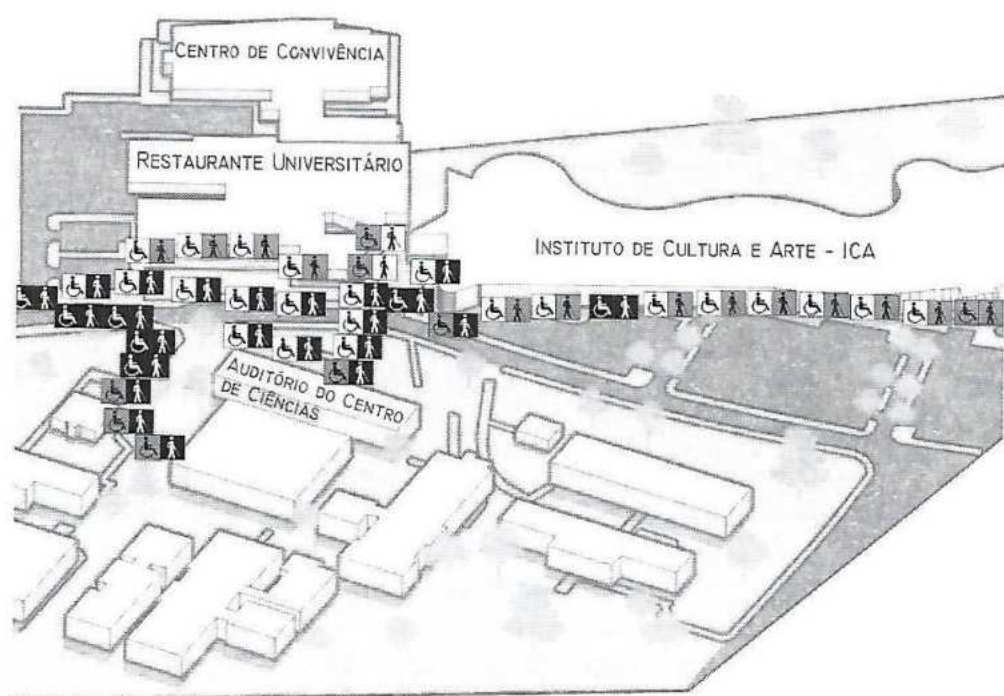 CENTRO DE CONVIVÊNCIA
RESTAURANTE UNIVERSITÁRIO
INSTITUTO DE CULTURA E ARTE - ICA
AUDITÓRIO DO CENTRO
DE CIÊNCIAS